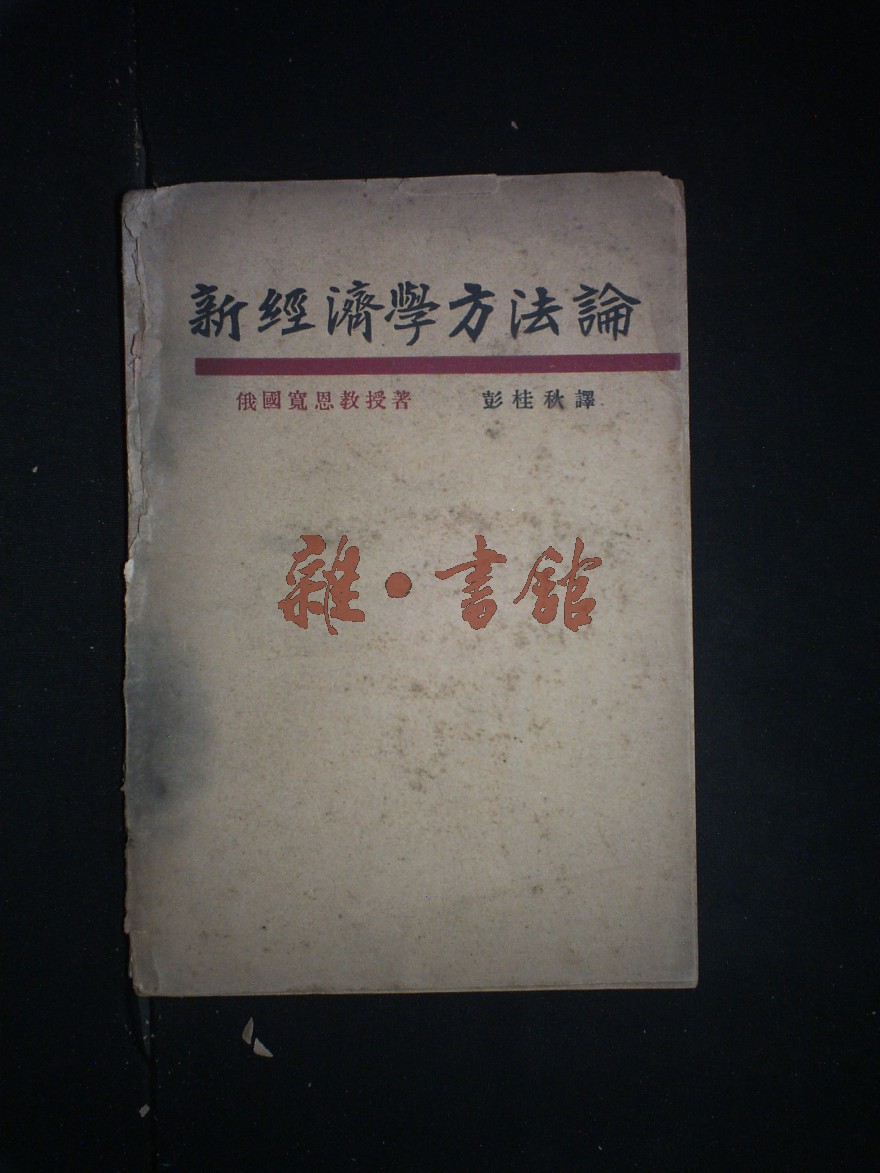 新經濟學方法論
俄國寬恩教授著　彭桂秋譯
雜·書館